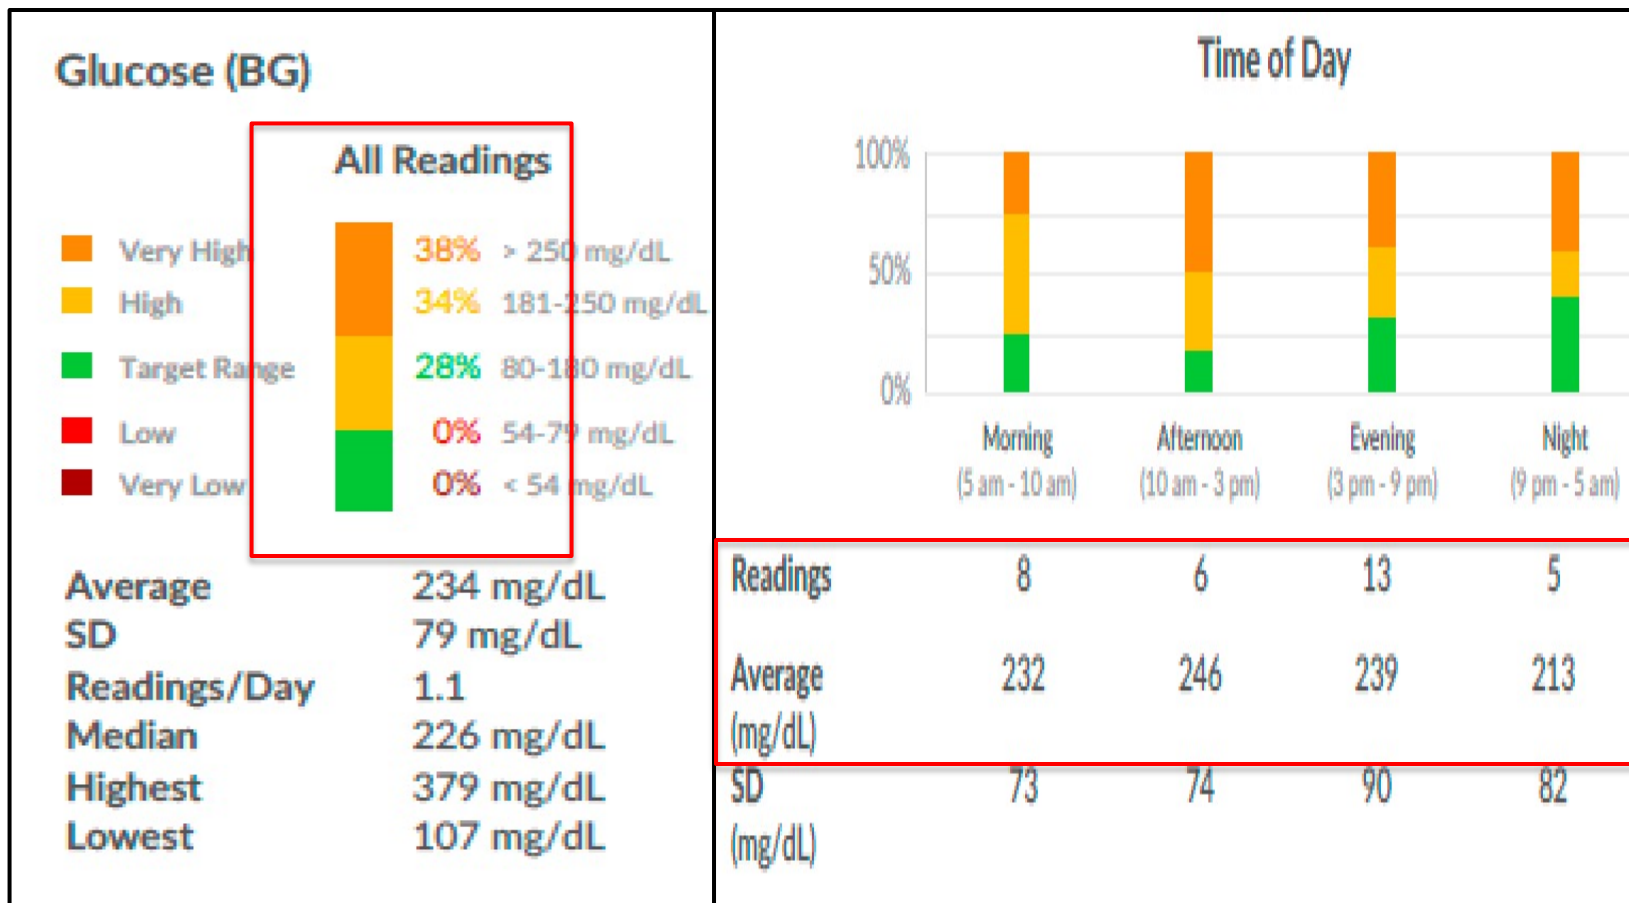 Glucose (BG)
All Readings
Very High 38% > 250 mg/dL
High 34% 181-250 mg/dL
Target Range 28% 80-180 mg/dL
Low 0% 54-79 mg/dL
Very Low 0% < 54 mg/dL
Average 234 mg/dL
SD 79 mg/dL
Readings/Day 1.1
Median 226 mg/dL
Highest 379 mg/dL
Lowest 107 mg/dL
Time of Day
100%
50%
0%
Morning Afternoon Evening Night
(5 am - 10 am) (10 am - 3 pm) (3 pm - 9 pm) (9 pm - 5 am)
Readings 8 6 13 5
Average 232 246 239 213
(mg/dL)
SD 73 74 90 82
(mg/dL)